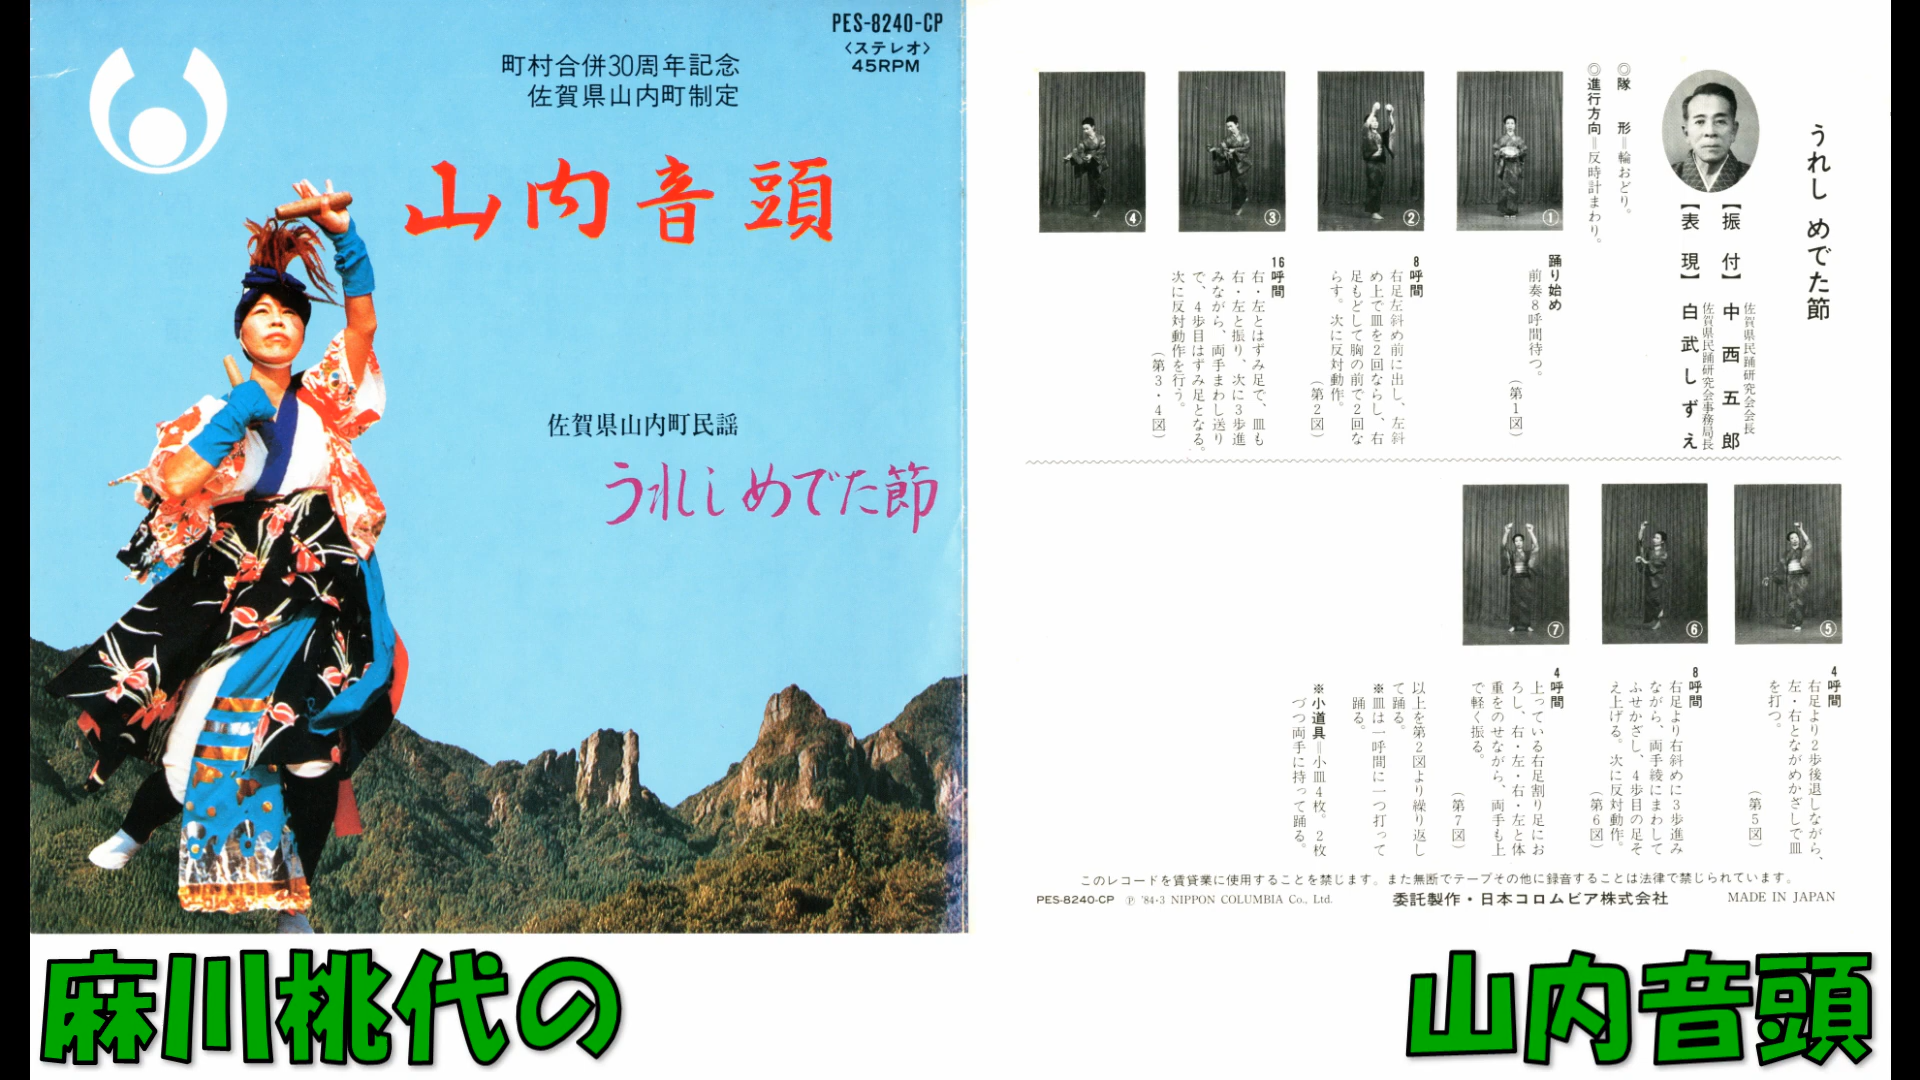 PES-8240-CP
〈ステレオ〉
45RPM
町村合併30周年記念
佐賀県山内町制定
山内音頭
佐賀県山内町民謡
うれしめでた節
うれし めでた節
【振付】
佐賀県民踊研究会会長
中西五郎
【表現】
佐賀県民踊研究会事務局長
白武しずえ
◎隊 形＝輪おどり。
◎進行方向＝反時計まわり。
①
②
③
④
踊り始め
前奏8呼間待つ。
（第1図）
8呼間
右足左斜め前に出し、左斜
め上で皿を2回ならし、右
足もどして胸の前で2回な
らす。次に反対動作。
（第2図）
16呼間
右・左とはずみ足で、皿も
右・左と振り、次に3歩進
みながら、両手まわし送り
で、4歩目はずみ足となる。
次に反対動作を行う。
（第3・4図）
⑤
⑥
⑦
4呼間
右足より2歩後退しながら、
左・右とながめかざしで皿
を打つ。
（第5図）
8呼間
右足より右斜めに3歩進み
ながら、両手綾にまわして
ふせかざし、4歩目の足そ
え上げる。次に反対動作。
（第6図）
4呼間
上っている右足割り足にお
ろし、右・左・右・左と体
重をのせながら、両手も上
で軽く振る。
（第7図）
以上を第2図より繰り返し
て踊る。
※皿は一呼間に一つ打って
踊る。
※小道具＝小皿4枚。2枚
づつ両手に持って踊る。
このレコードを賃貸業に使用することを禁じます。また無断でテープその他に録音することは法律で禁じられています。
PES-8240-CP Ⓟ '84·3 NIPPON COLUMBIA Co., Ltd.
委託製作・日本コロムビア株式会社
MADE IN JAPAN
麻川桃代の
山内音頭